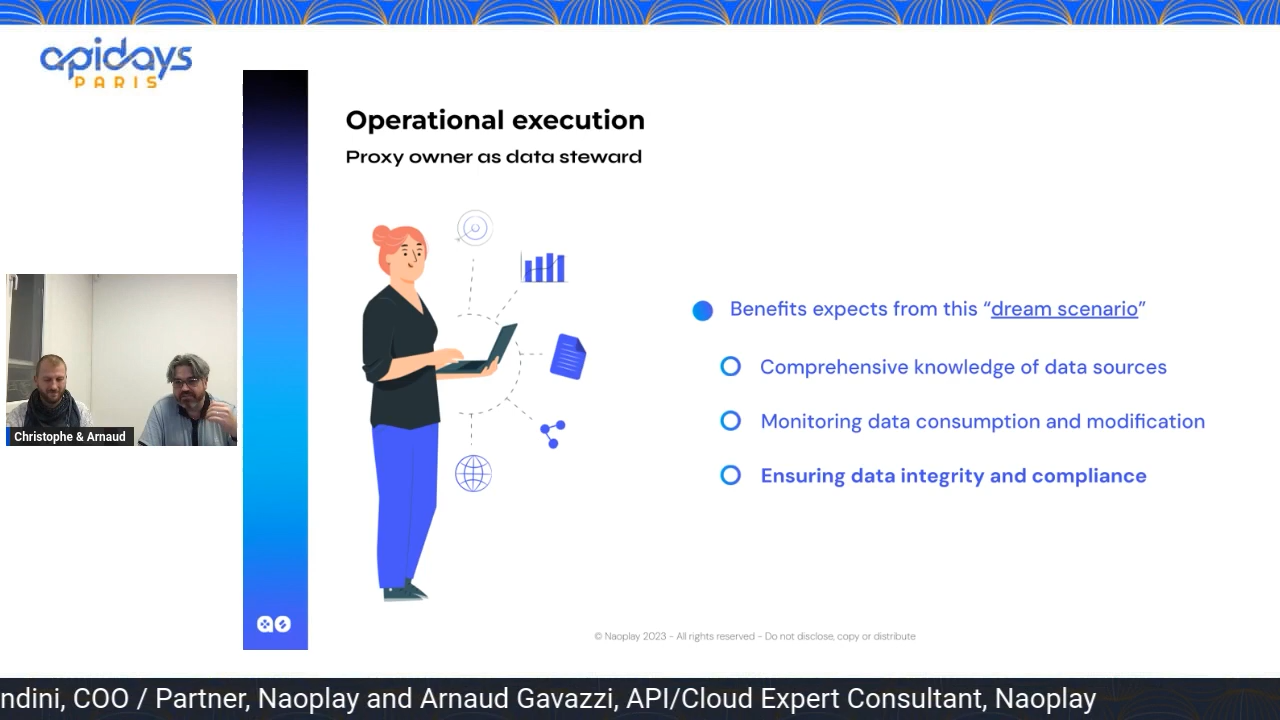 apidays
PARIS
Operational execution
Proxy owner as data steward
Benefits expects from this “dream scenario”
Comprehensive knowledge of data sources
Monitoring data consumption and modification
Ensuring data integrity and compliance
Christophe & Arnaud
© Naoplay 2023 - All rights reserved - Do not disclose, copy or distribute
ndini, COO / Partner, Naoplay and Arnaud Gavazzi, API/Cloud Expert Consultant, Naoplay